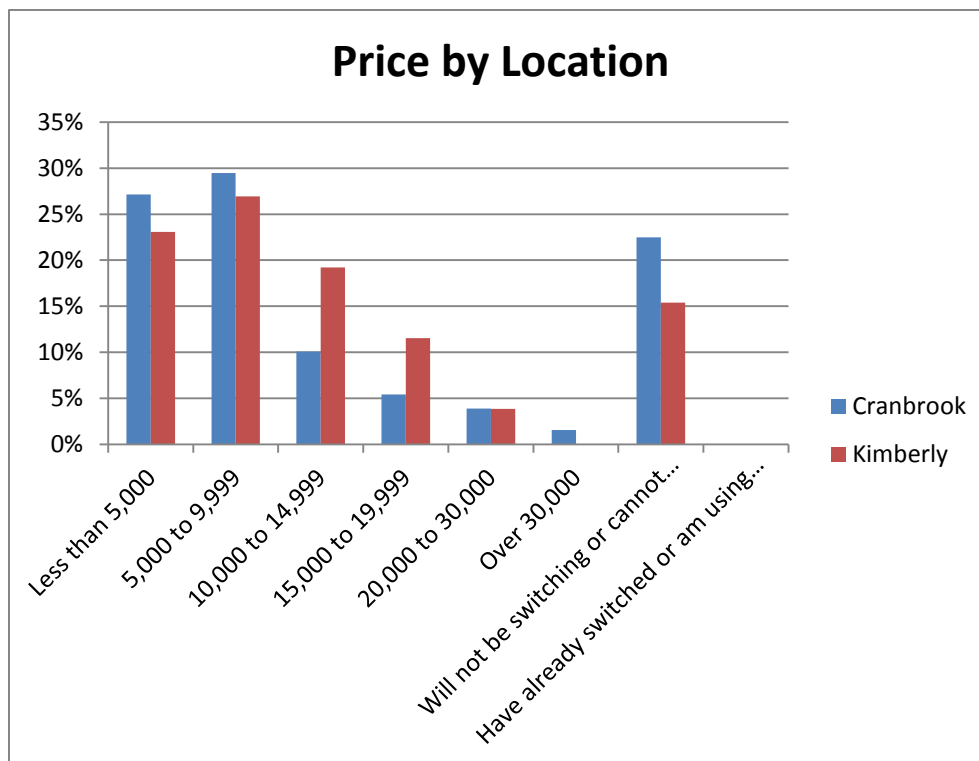 Price by Location
35%
30%
25%
20%
15%
10%
5%
0%
Less than 5,000
5,000 to 9,999
10,000 to 14,999
15,000 to 19,999
20,000 to 30,000
Over 30,000
Will not be switching or cannot...
Have already switched or am using...
Cranbrook
Kimberly